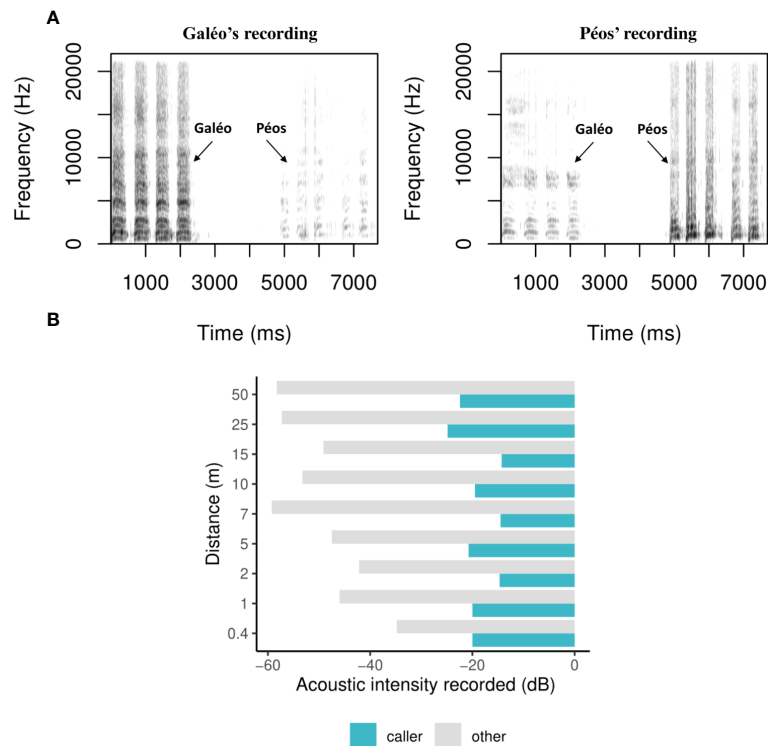 A
Galéo's recording
Péos' recording
Frequency (Hz)
0
10000
20000
Galéo
Péos
1000 3000 5000 7000
Time (ms)
Frequency (Hz)
0
10000
20000
Galéo
Péos
1000 3000 5000 7000
Time (ms)
B
Distance (m)
50
25
15
10
7
5
2
1
0.4
−60 −40 −20 0
Acoustic intensity recorded (dB)
caller other